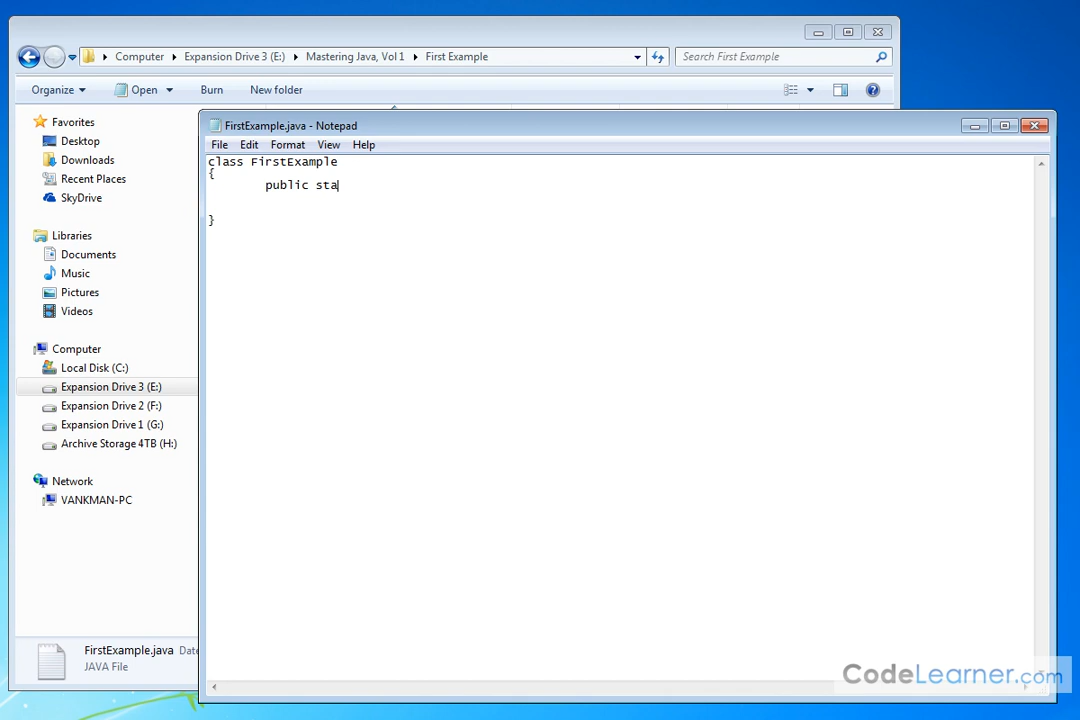 Computer ▸ Expansion Drive 3 (E:) ▸ Mastering Java, Vol 1 ▸ First Example
Search First Example
Organize Open Burn New folder
FirstExample.java - Notepad
File Edit Format View Help
class FirstExample
{
public sta
}
Favorites
Desktop
Downloads
Recent Places
SkyDrive
Libraries
Documents
Music
Pictures
Videos
Computer
Local Disk (C:)
Expansion Drive 3 (E:)
Expansion Drive 2 (F:)
Expansion Drive 1 (G:)
Archive Storage 4TB (H:)
Network
VANKMAN-PC
FirstExample.java Date
JAVA File
CodeLearner.com